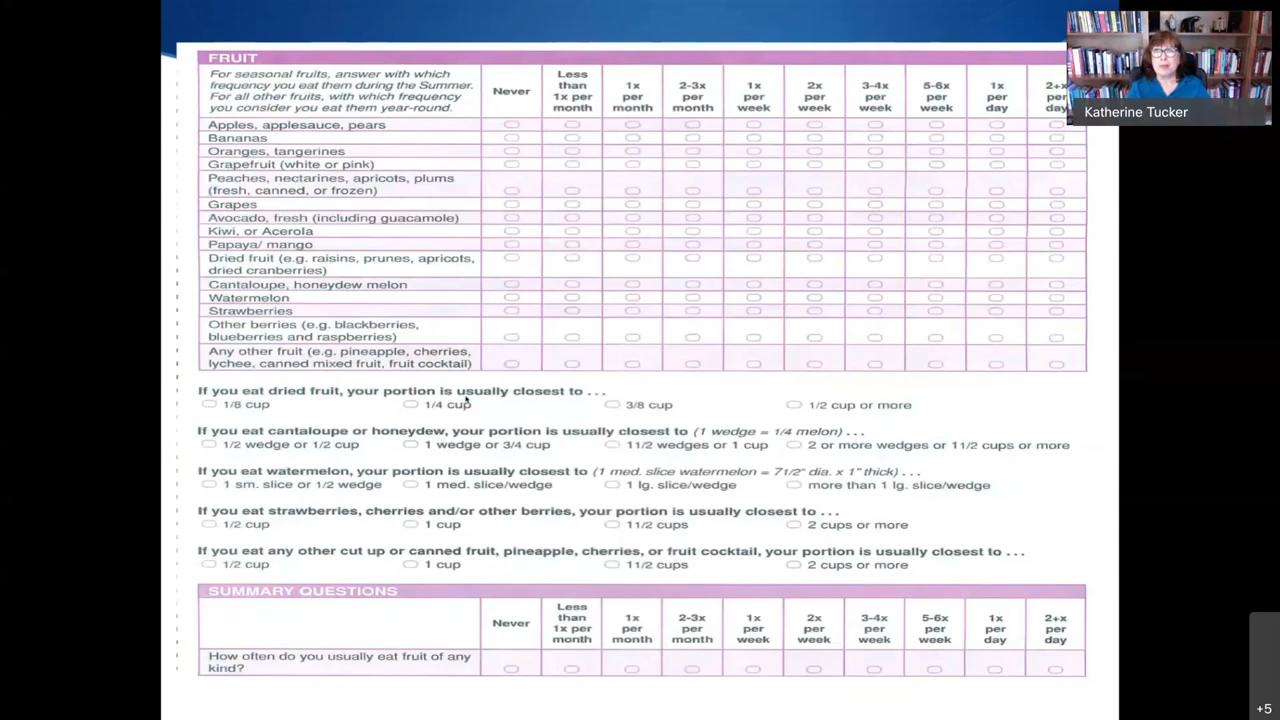 FRUIT
For seasonal fruits, answer with which
frequency you eat them during the Summer.
For all other fruits, with which frequency
you consider you eat them year-round.
Never
Less
than
1x per
month
1x
per
month
2-3x
per
month
1x
per
week
2x
per
week
3-4x
per
week
5-6x
per
week
1x
per
day
2+x
per
day
Katherine Tucker
Apples, applesauce, pears
Bananas
Oranges, tangerines
Grapefruit (white or pink)
Peaches, nectarines, apricots, plums
(fresh, canned, or frozen)
Grapes
Avocado, fresh (including guacamole)
Kiwi, or Acerola
Papaya/ mango
Dried fruit (e.g. raisins, prunes, apricots,
dried cranberries)
Cantaloupe, honeydew melon
Watermelon
Strawberries
Other berries (e.g. blackberries,
blueberries and raspberries)
Any other fruit (e.g. pineapple, cherries,
lychee, canned mixed fruit, fruit cocktail)
If you eat dried fruit, your portion is usually closest to . . .
1/8 cup 1/4 cup 3/8 cup 1/2 cup or more
If you eat cantaloupe or honeydew, your portion is usually closest to (1 wedge = 1/4 melon) . . .
1/2 wedge or 1/2 cup 1 wedge or 3/4 cup 11/2 wedges or 1 cup 2 or more wedges or 11/2 cups or more
If you eat watermelon, your portion is usually closest to (1 med. slice watermelon = 71/2" dia. x 1" thick) . . .
1 sm. slice or 1/2 wedge 1 med. slice/wedge 1 lg. slice/wedge more than 1 lg. slice/wedge
If you eat strawberries, cherries and/or other berries, your portion is usually closest to . . .
1/2 cup 1 cup 11/2 cups 2 cups or more
If you eat any other cut up or canned fruit, pineapple, cherries, or fruit cocktail, your portion is usually closest to . . .
1/2 cup 1 cup 11/2 cups 2 cups or more
SUMMARY QUESTIONS
Never
Less
than
1x per
month
1x
per
month
2-3x
per
month
1x
per
week
2x
per
week
3-4x
per
week
5-6x
per
week
1x
per
day
2+x
per
day
How often do you usually eat fruit of any
kind?
+5